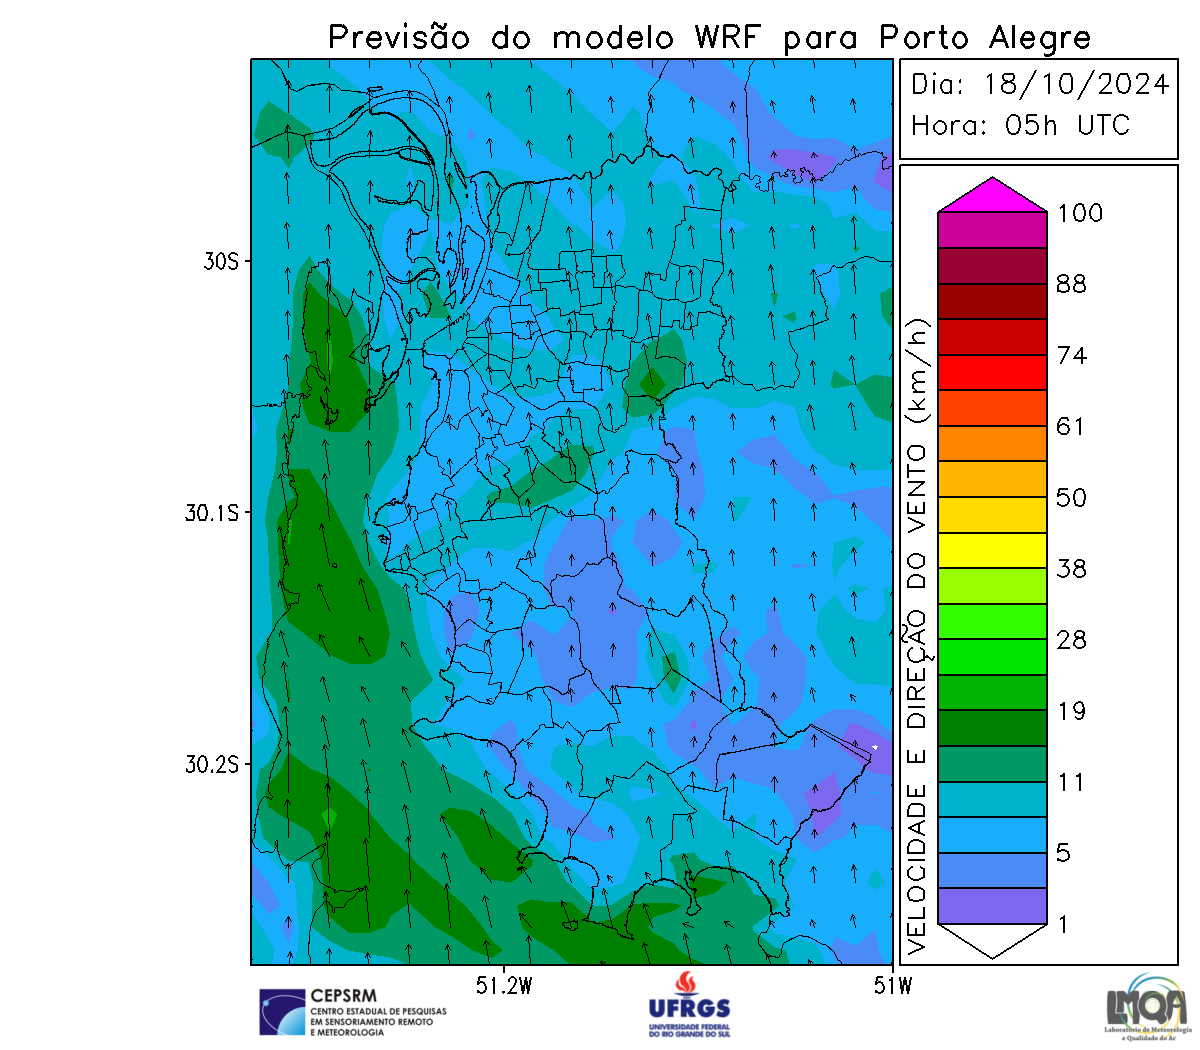 Previsão do modelo WRF para Porto Alegre
Dia: 18/10/2024
Hora: 05h UTC
30S
30.1S
30.2S
51.2W
51W
VELOCIDADE E DIREÇÃO DO VENTO (km/h)
100
88
74
61
50
38
28
19
11
5
1
CEPSRM
CENTRO ESTADUAL DE PESQUISAS
EM SENSORIAMENTO REMOTO
E METEOROLOGIA
UFRGS
UNIVERSIDADE FEDERAL
DO RIO GRANDE DO SUL
LMQA
Laboratório de Meteorologia
e Qualidade do Ar